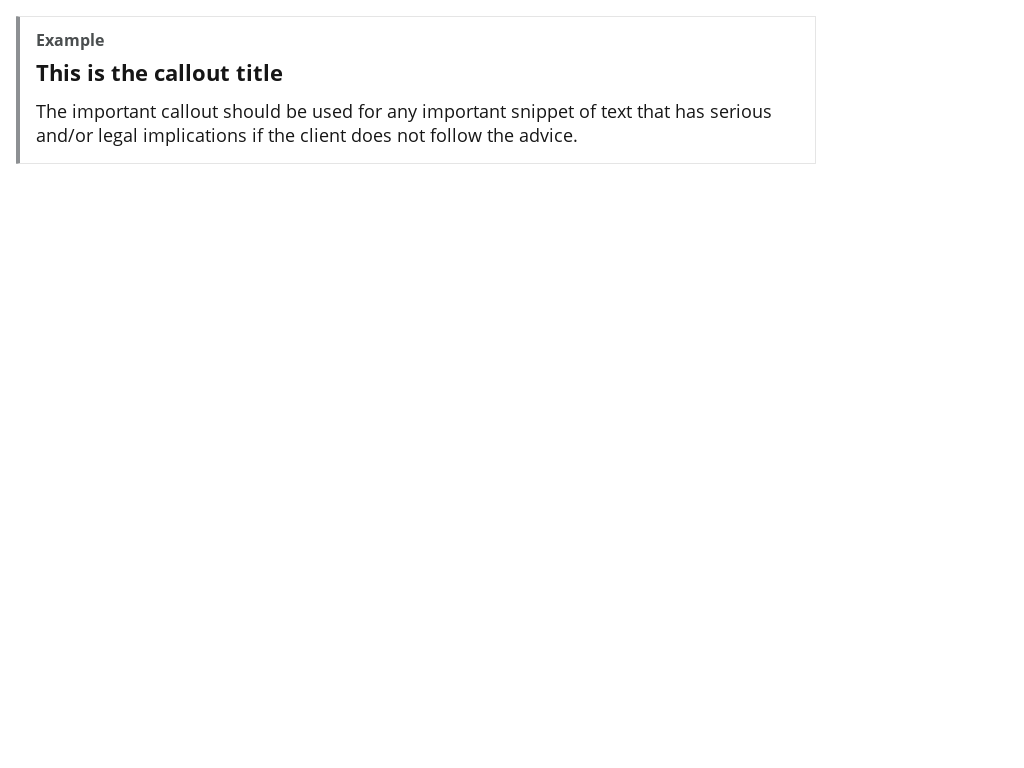 Example
This is the callout title
The important callout should be used for any important snippet of text that has serious
and/or legal implications if the client does not follow the advice.